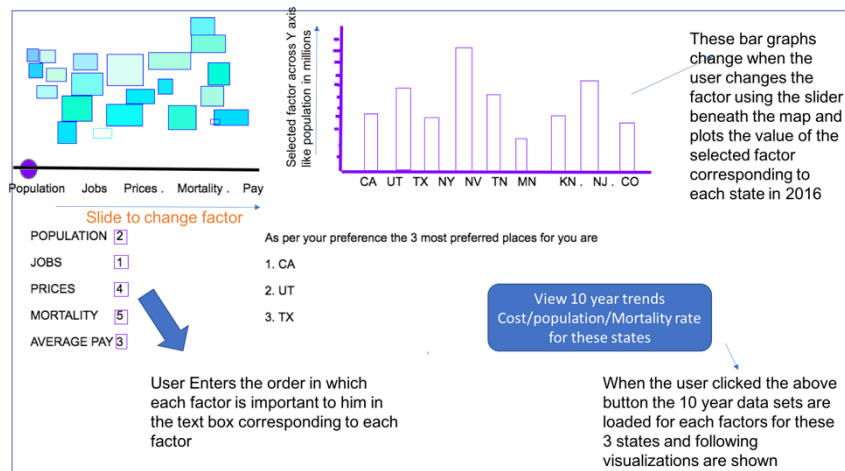 Selected factor across Y axis
like population in millions
CA UT TX NY NV TN MN KN . NJ . CO
These bar graphs
change when the
user changes the
factor using the slider
beneath the map and
plots the value of the
selected factor
corresponding to
each state in 2016
Population Jobs Prices . Mortality . Pay
Slide to change factor
POPULATION 2
JOBS 1
PRICES 4
MORTALITY 5
AVERAGE PAY 3
As per your preference the 3 most preferred places for you are
1. CA
2. UT
3. TX
View 10 year trends
Cost/population/Mortality rate
for these states
User Enters the order in which
each factor is important to him in
the text box corresponding to each
factor
When the user clicked the above
button the 10 year data sets are
loaded for each factors for these
3 states and following
visualizations are shown